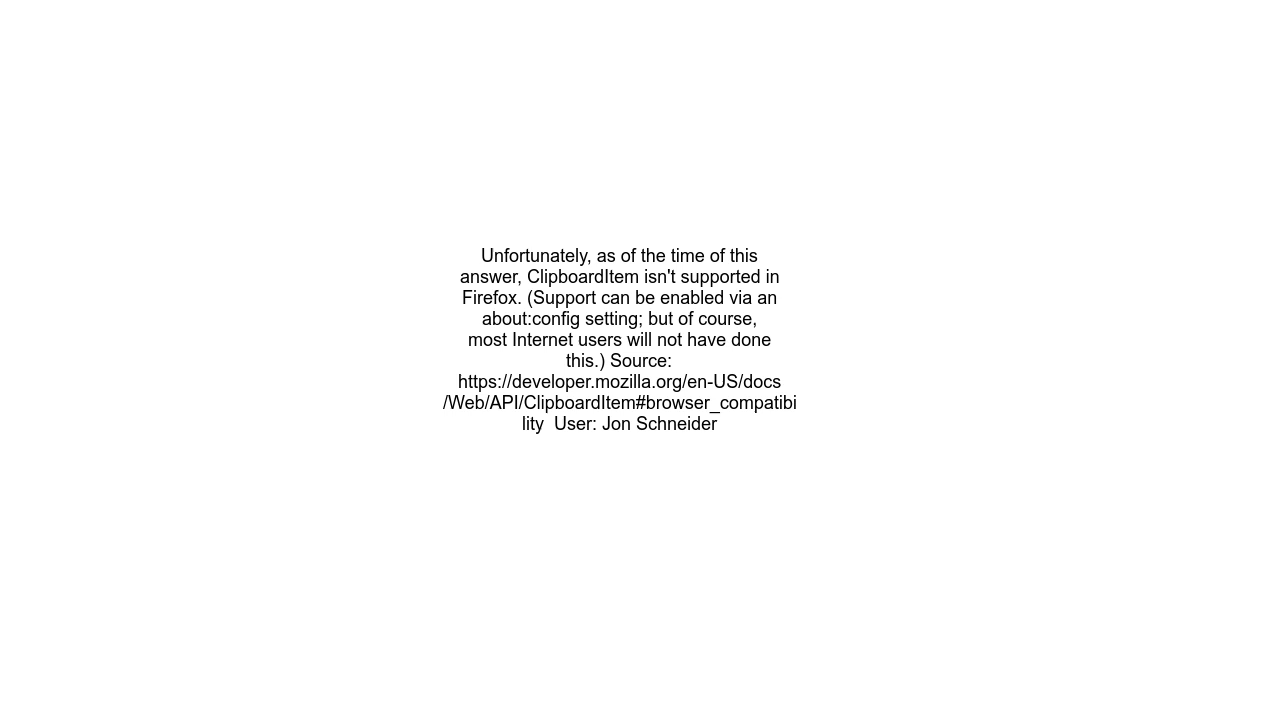 Unfortunately, as of the time of this
answer, ClipboardItem isn't supported in
Firefox. (Support can be enabled via an
about:config setting; but of course,
most Internet users will not have done
this.) Source:
https://developer.mozilla.org/en-US/docs
/Web/API/ClipboardItem#browser_compatibi
lity  User: Jon Schneider